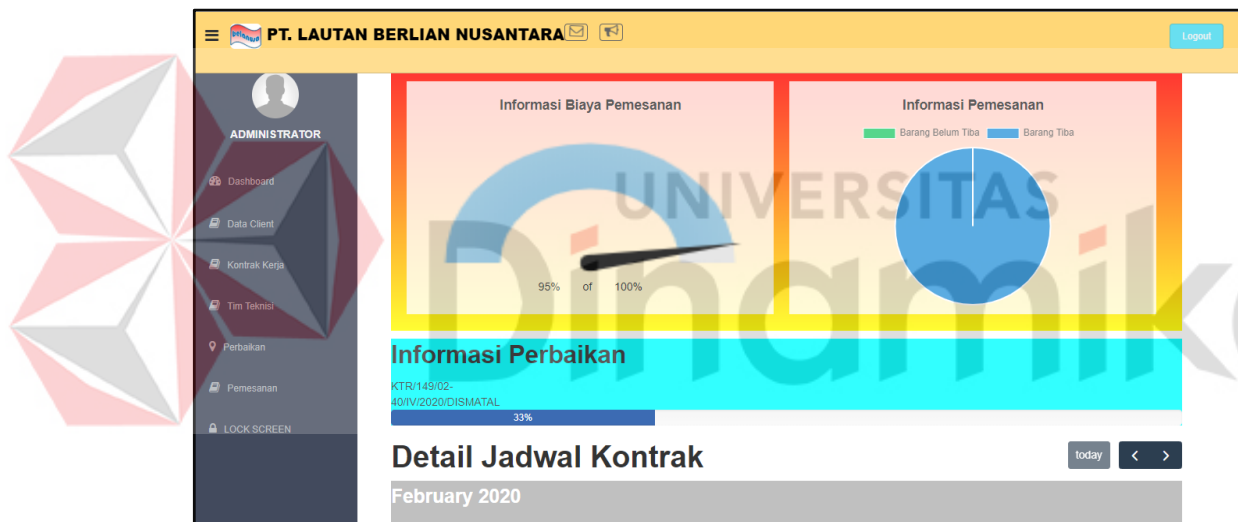 PT. LAUTAN BERLIAN NUSANTARA
Logout
ADMINISTRATOR
Dashboard
Data Client
Kontrak Kerja
Tim Teknisi
Perbaikan
Pemesanan
LOCK SCREEN
Informasi Biaya Pemesanan
95% of 100%
Informasi Pemesanan
Barang Belum Tiba Barang Tiba
UNIVERSITAS
Dinamika
Informasi Perbaikan
KTR/149/02-
40/IV/2020/DISMATAL
33%
Detail Jadwal Kontrak
today
February 2020